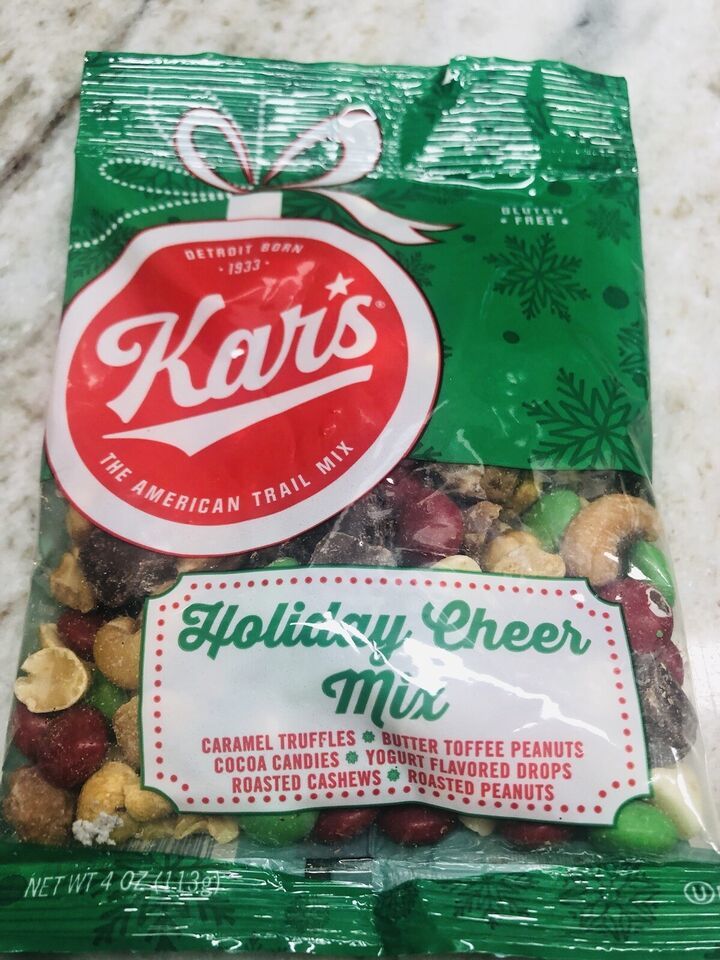 GLUTEN
• FREE •
DETROIT BORN
• 1933 •
Kar's®
THE AMERICAN TRAIL MIX
Holiday Cheer
Mix
CARAMEL TRUFFLES BUTTER TOFFEE PEANUTS
COCOA CANDIES YOGURT FLAVORED DROPS
ROASTED CASHEWS ROASTED PEANUTS
NET WT 4 OZ (113g)
U